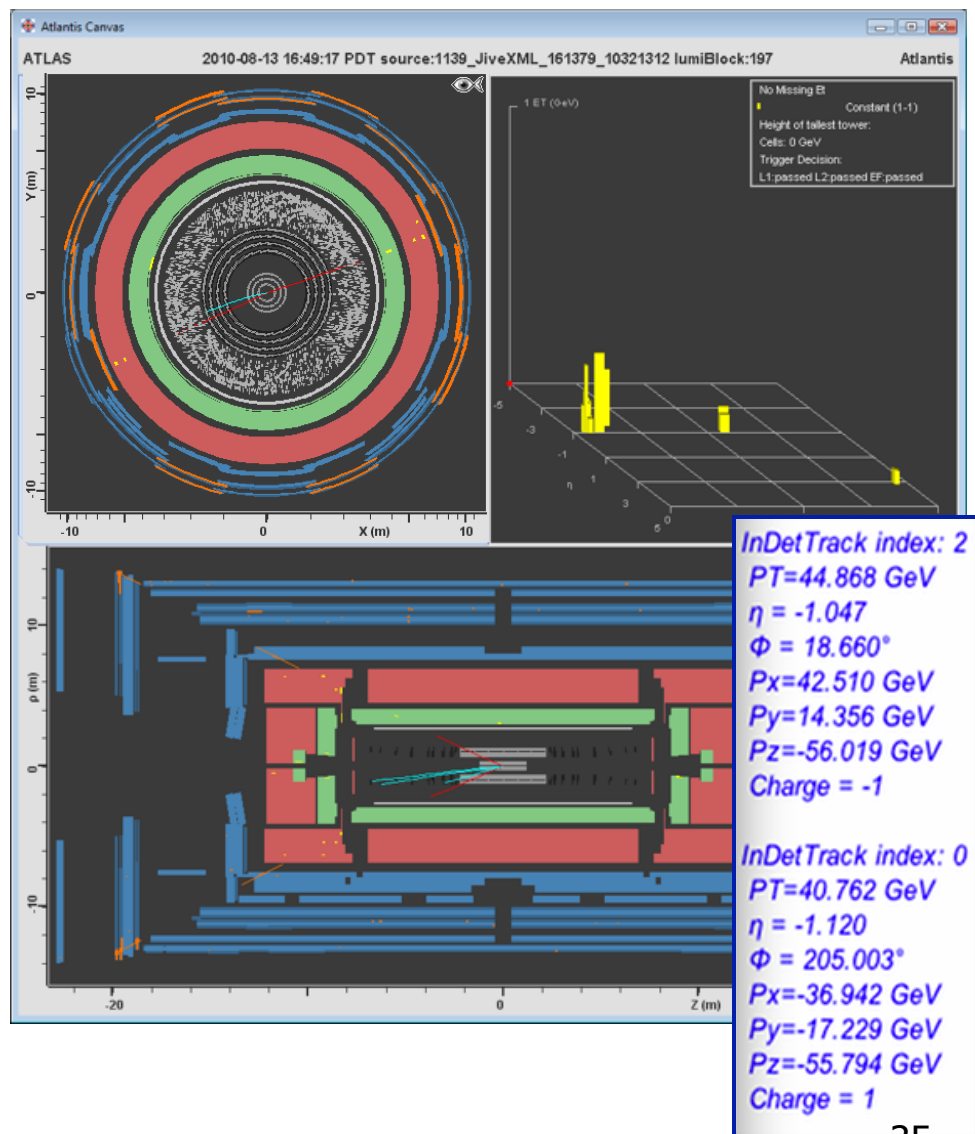 Atlantis Canvas
ATLAS 2010-08-13 16:49:17 PDT source:1139_JiveXML_161379_10321312 lumiBlock:197 Atlantis
10
Y (m)
0
-10
-10 0 X (m) 10
1 ET (0eV)
No Missing Et
Constant (1-1)
Height of tallest tower:
Cells: 0 GeV
Trigger Decision:
L1:passed L2:passed EF:passed
-5
-3
-1
η 1
3
5 0
10
ρ (m)
0
-10
-20 0 Z (m)
InDetTrack index: 2
PT=44.868 GeV
η = -1.047
Φ = 18.660°
Px=42.510 GeV
Py=14.356 GeV
Pz=-56.019 GeV
Charge = -1
InDetTrack index: 0
PT=40.762 GeV
η = -1.120
Φ = 205.003°
Px=-36.942 GeV
Py=-17.229 GeV
Pz=-55.794 GeV
Charge = 1